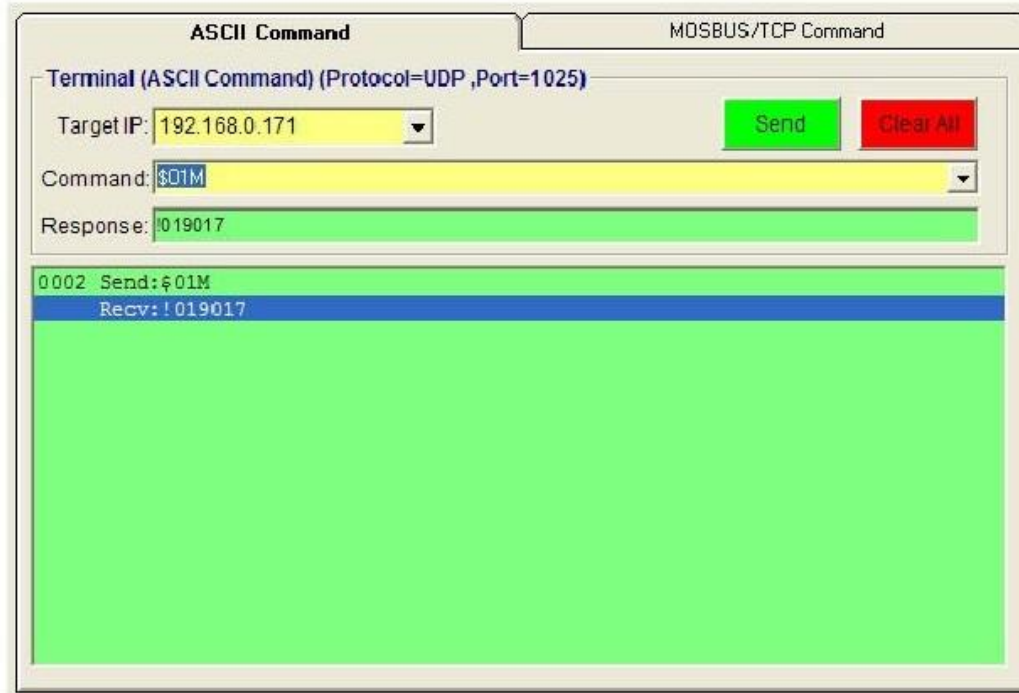 ASCII Command
MOSBUS/TCP Command
Terminal (ASCII Command) (Protocol=UDP ,Port=1025)
Target IP: 192.168.0.171
Send
Clear All
Command: $01M
Response: !019017
0002 Send:$01M
Recv:!019017